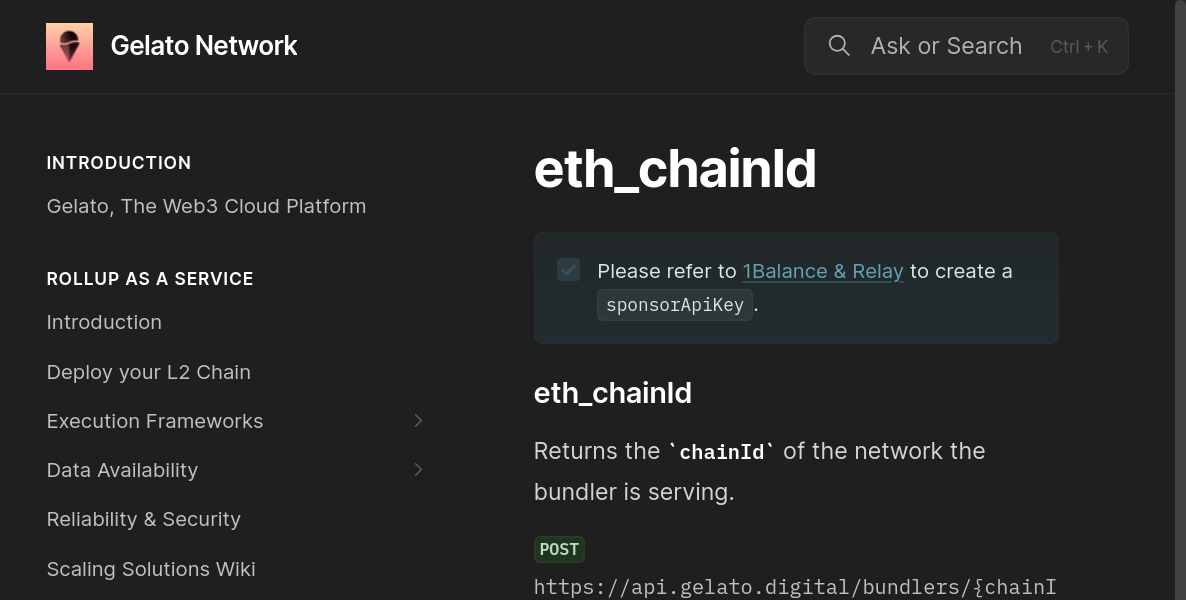 Gelato Network
Ask or Search Ctrl + K
INTRODUCTION
Gelato, The Web3 Cloud Platform
ROLLUP AS A SERVICE
Introduction
Deploy your L2 Chain
Execution Frameworks
Data Availability
Reliability & Security
Scaling Solutions Wiki
eth_chainId
Please refer to 1Balance & Relay to create a
sponsorApiKey.
eth_chainId
Returns the `chainId` of the network the
bundler is serving.
POST
https://api.gelato.digital/bundlers/{chainI